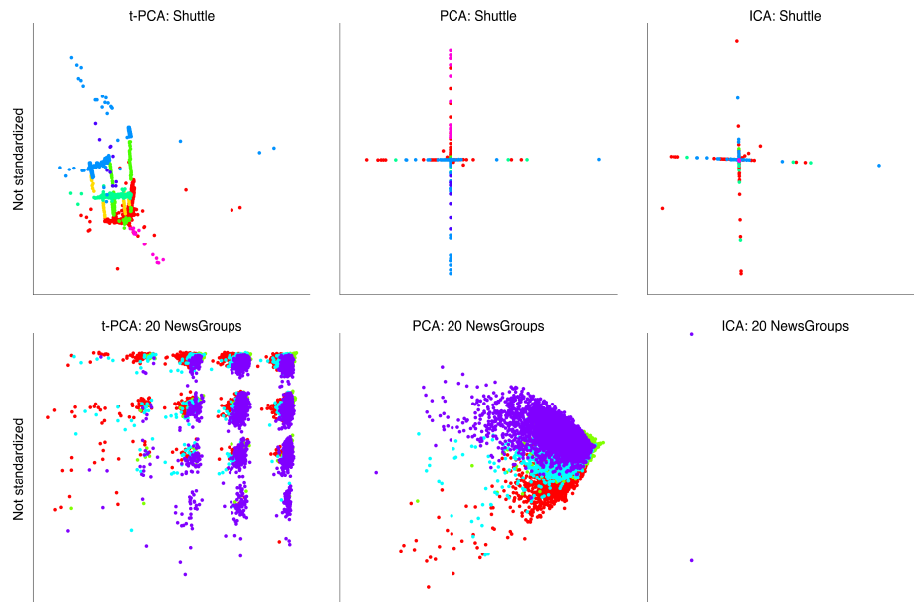 t-PCA: Shuttle
PCA: Shuttle
ICA: Shuttle
Not standardized
t-PCA: 20 NewsGroups
PCA: 20 NewsGroups
ICA: 20 NewsGroups
Not standardized